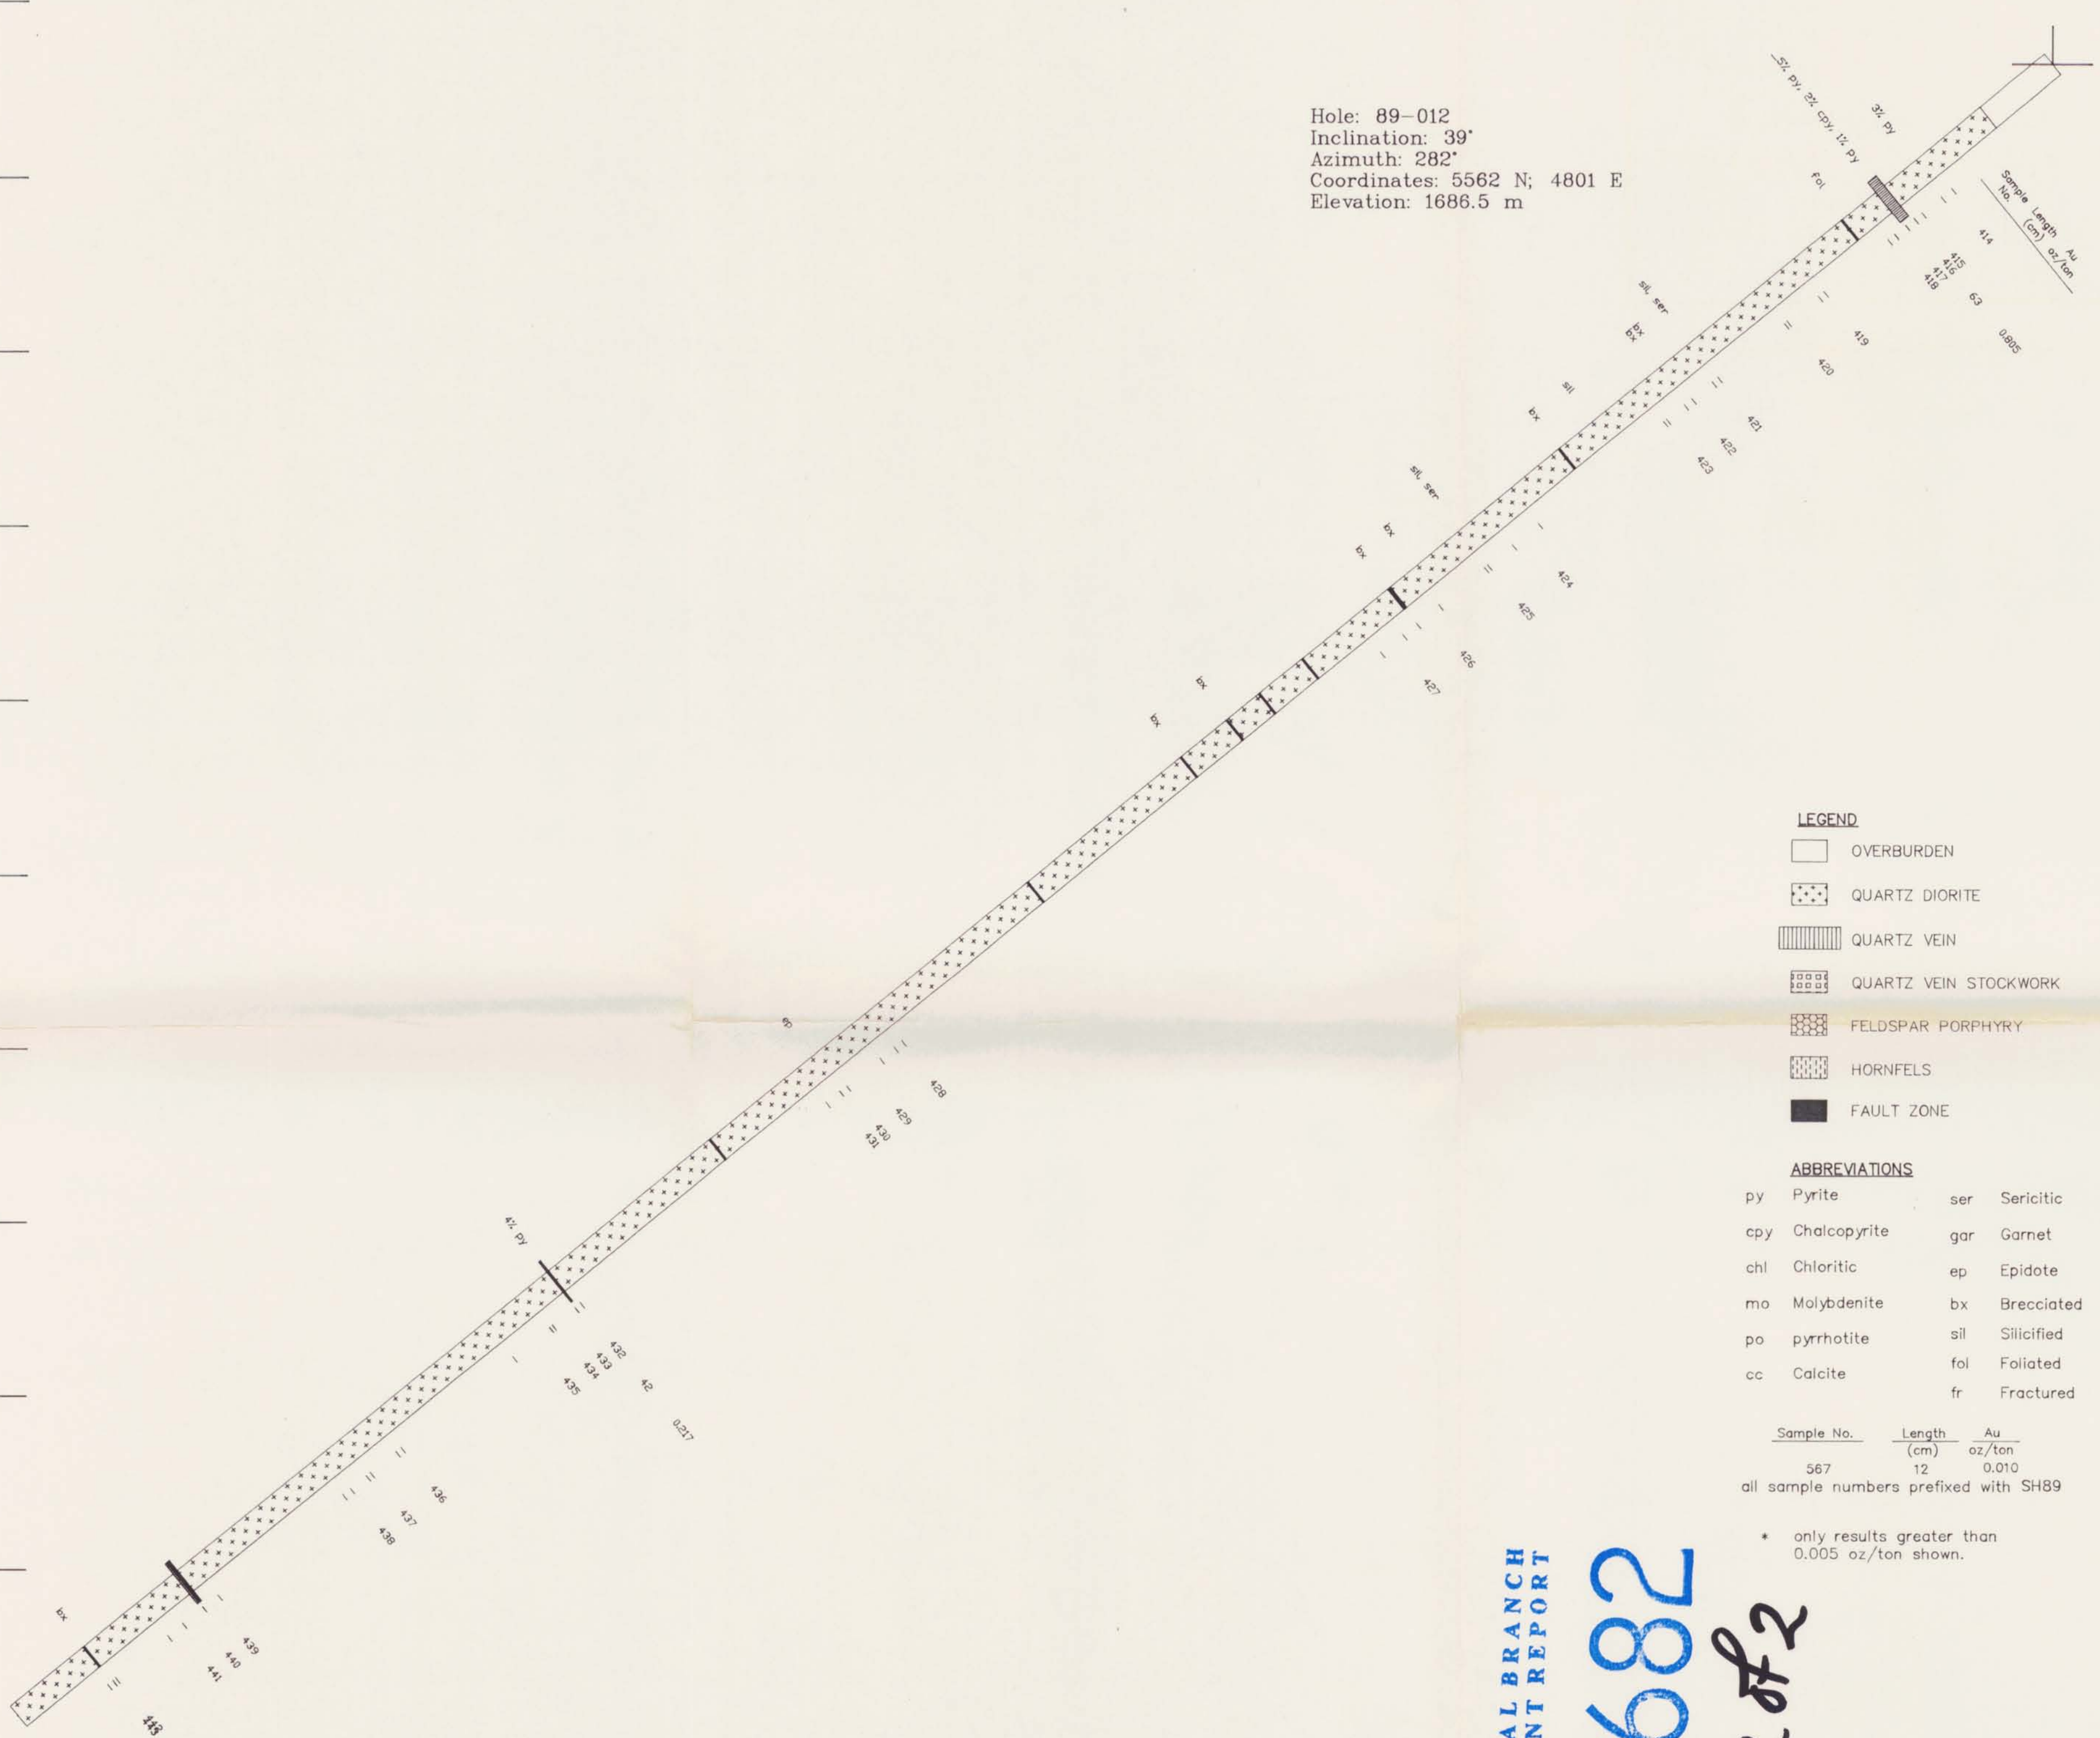 Hole: 89-012
Inclination: 39°
Azimuth: 282°
Coordinates: 5562 N; 4801 E
Elevation: 1686.5 m
5% py, 2% cpy, 1% py
3% py
fol
Sample No.
Length (cm)
Au oz/ton
414
415
416
417
418
63
0.805
419
420
sil, ser
bx
bx
sil
bx
421
422
423
sil, ser
bx
bx
424
425
426
427
bx
bx
ep
428
429
430
431
4% py
432
433
434
435
42
0.217
436
437
438
439
440
441
bx
LEGEND
OVERBURDEN
QUARTZ DIORITE
QUARTZ VEIN
QUARTZ VEIN STOCKWORK
FELDSPAR PORPHYRY
HORNFELS
FAULT ZONE
ABBREVIATIONS
py Pyrite ser Sericitic
cpy Chalcopyrite gar Garnet
chl Chloritic ep Epidote
mo Molybdenite bx Brecciated
po pyrrhotite sil Silicified
cc Calcite fol Foliated
fr Fractured
Sample No. Length Au
(cm) oz/ton
567 12 0.010
all sample numbers prefixed with SH89
* only results greater than
0.005 oz/ton shown.
AL BRANCH
NT REPORT
682
of 2